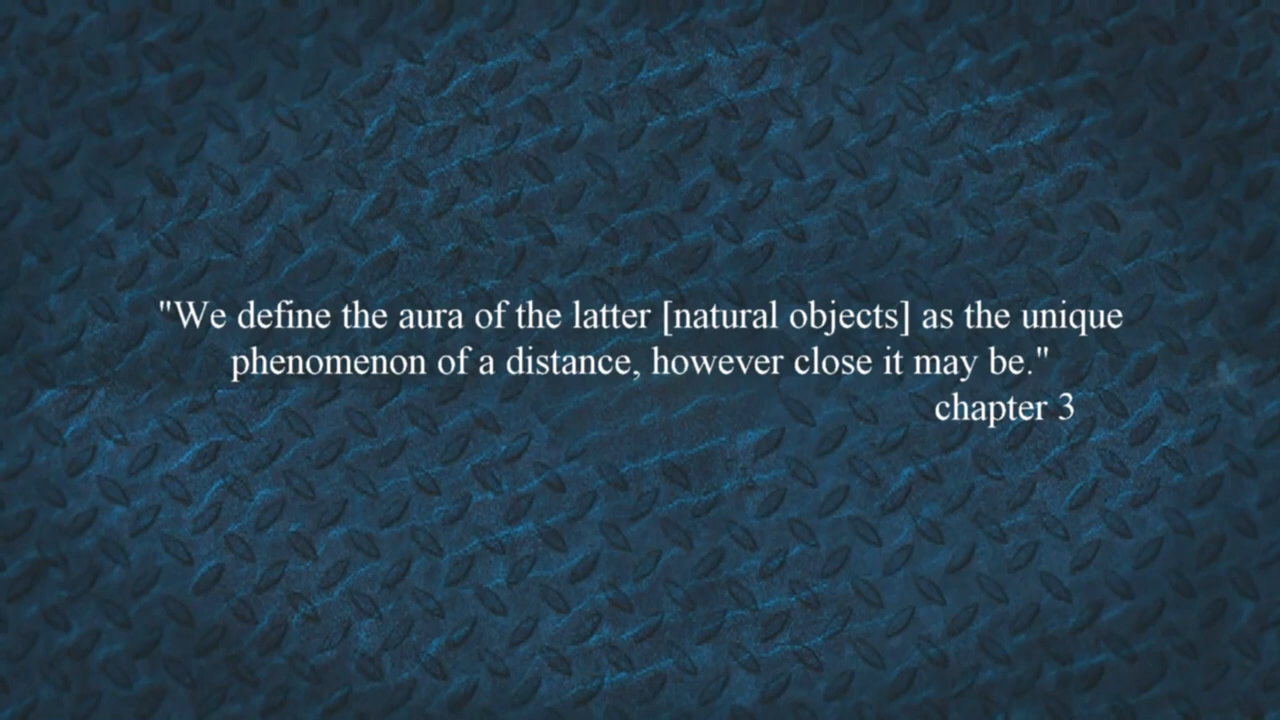 "We define the aura of the latter [natural objects] as the unique
phenomenon of a distance, however close it may be."
chapter 3